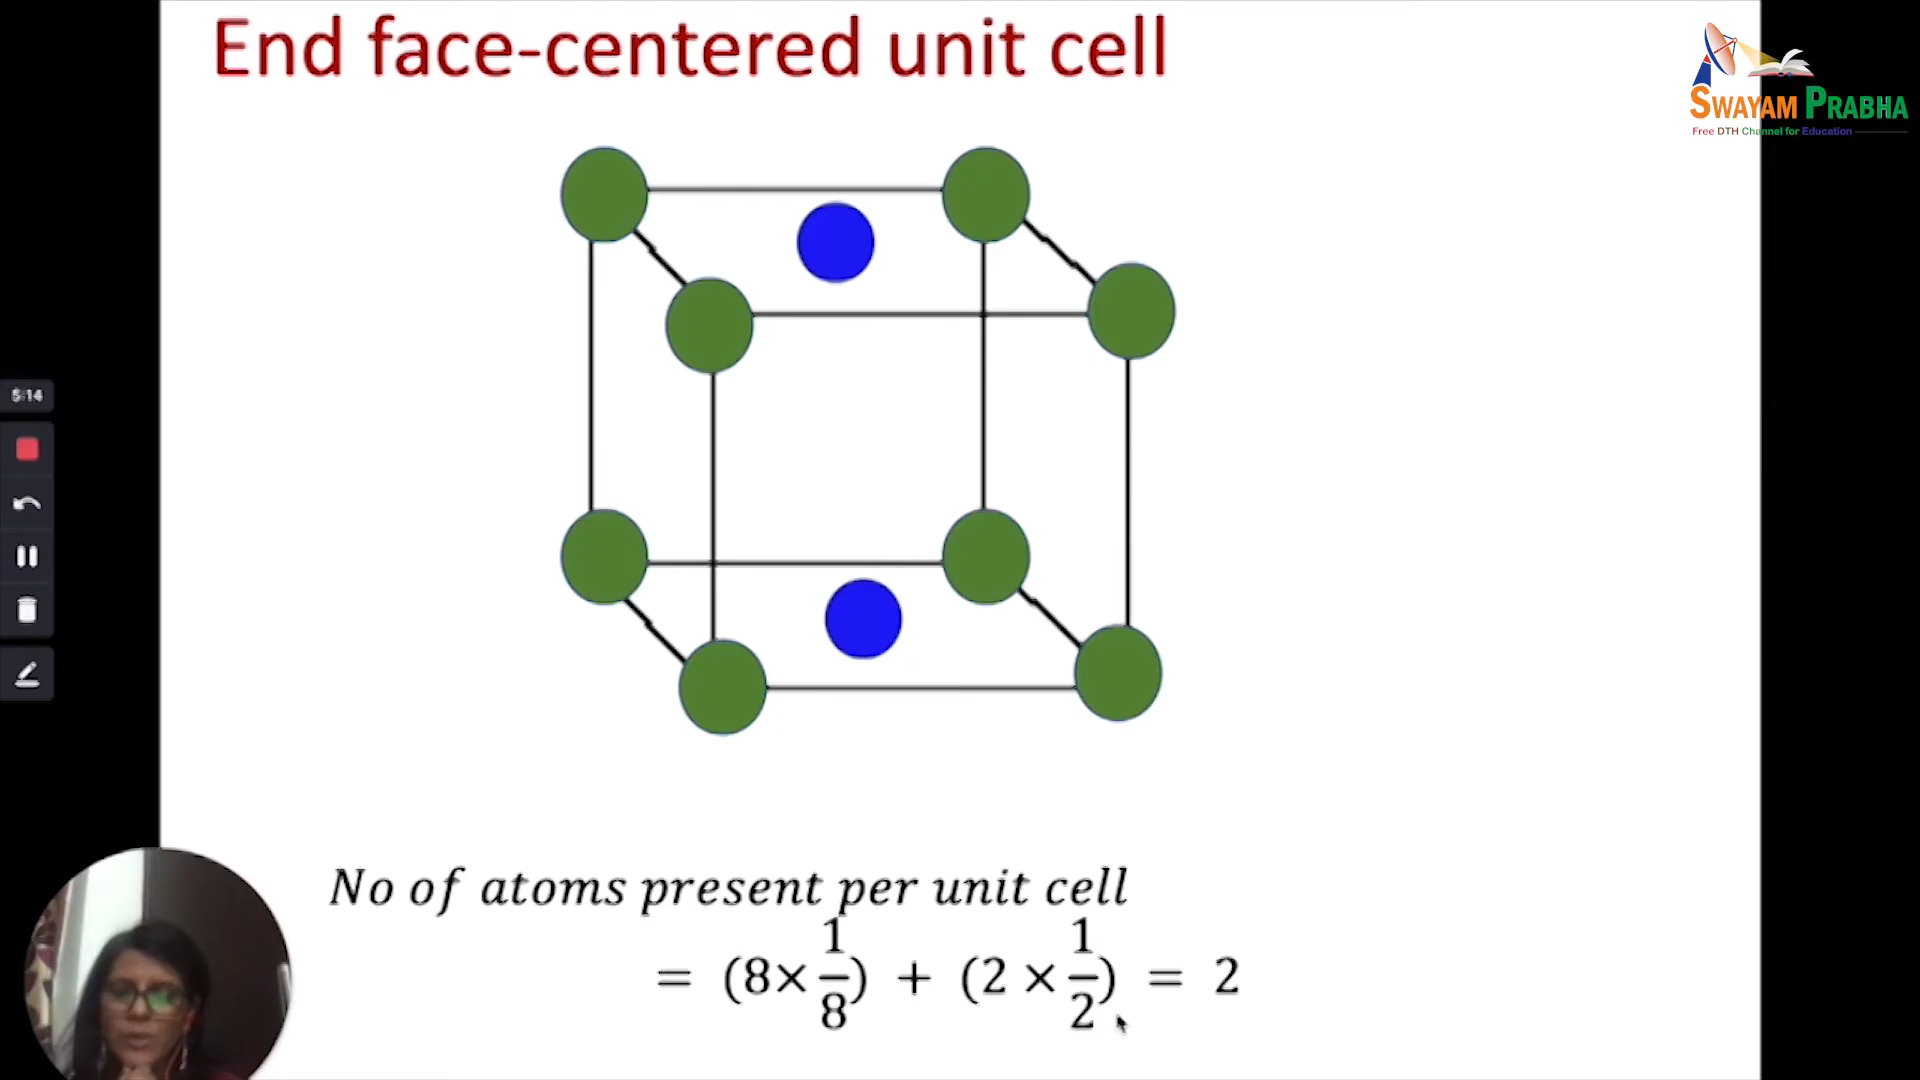 End face-centered unit cell
SWAYAM PRABHA
Free DTH Channel for Education
5:14
No of atoms present per unit cell
= (8×1/8) + (2 × 1/2) = 2